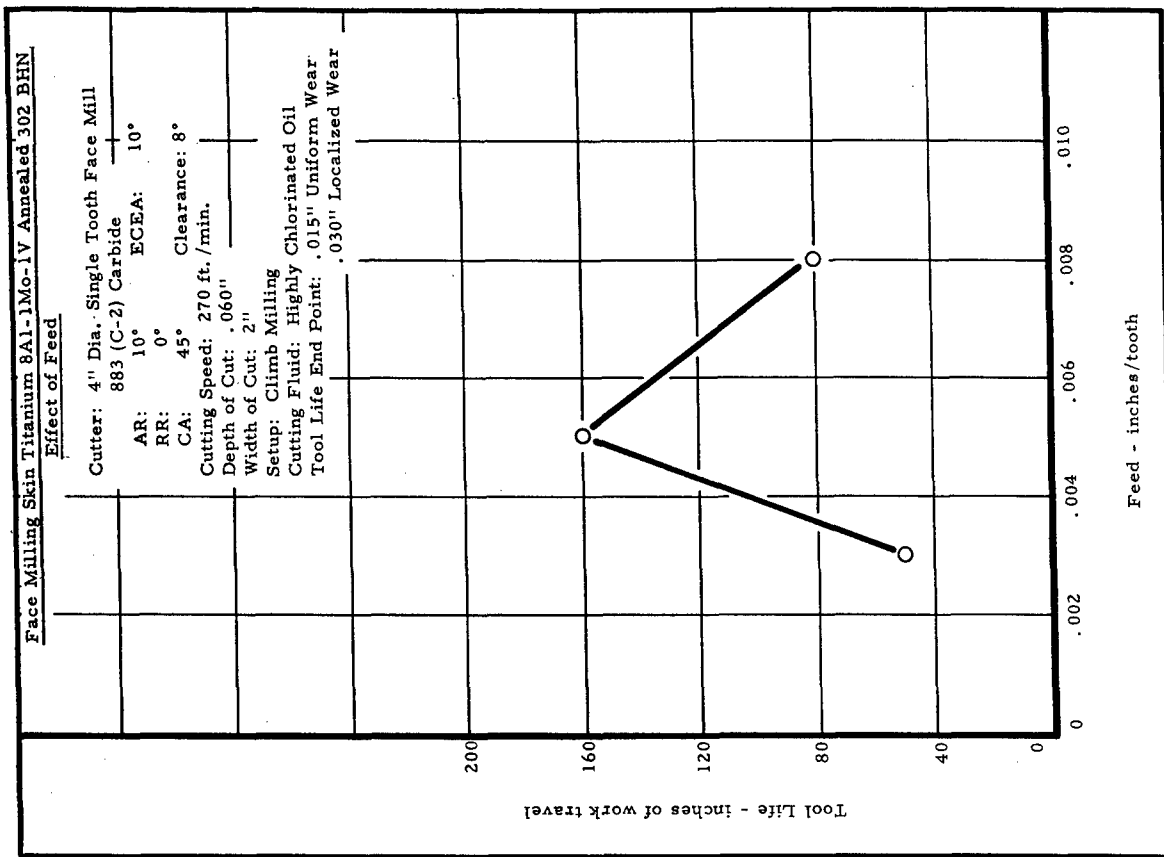 Face Milling Skin Titanium 8A1-1Mo-1V Annealed 302 BHN
Effect of Feed
Cutter: 4" Dia. Single Tooth Face Mill
883 (C-2) Carbide
AR: 10° ECEA: 10°
RR: 0°
CA: 45° Clearance: 8°
Cutting Speed: 270 ft./min.
Depth of Cut: .060"
Width of Cut: 2"
Setup: Climb Milling
Cutting Fluid: Highly Chlorinated Oil
Tool Life End Point: .015" Uniform Wear
.030" Localized Wear
200
160
120
80
40
0
Tool Life - inches of work travel
0 .002 .004 .006 .008 .010
Feed - inches/tooth